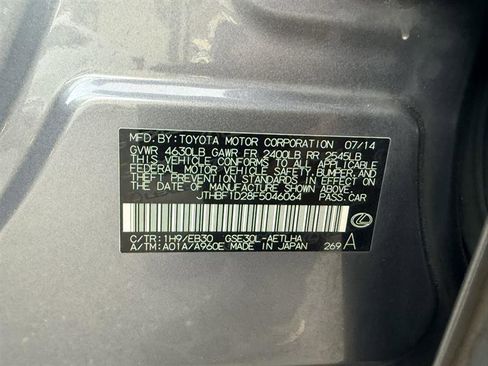 MFD.BY:TOYOTA MOTOR CORPORATION 07/14
GVWR 4630LB GAWR FR 2400LB RR 2545LB
THIS VEHICLE CONFORMS TO ALL APPLICABLE
FEDERAL MOTOR VEHICLE SAFETY, BUMPER, AND
THEFT PREVENTION STANDARDS IN EFFECT ON
THE DATE OF MANUFACTURE SHOWN ABOVE.
JTHBF1D28F5046064 PASS.CAR
C/TR:1H9/EB30 GSE30L-AETLHA
A/TM:A01A/A960E MADE IN JAPAN 269 A